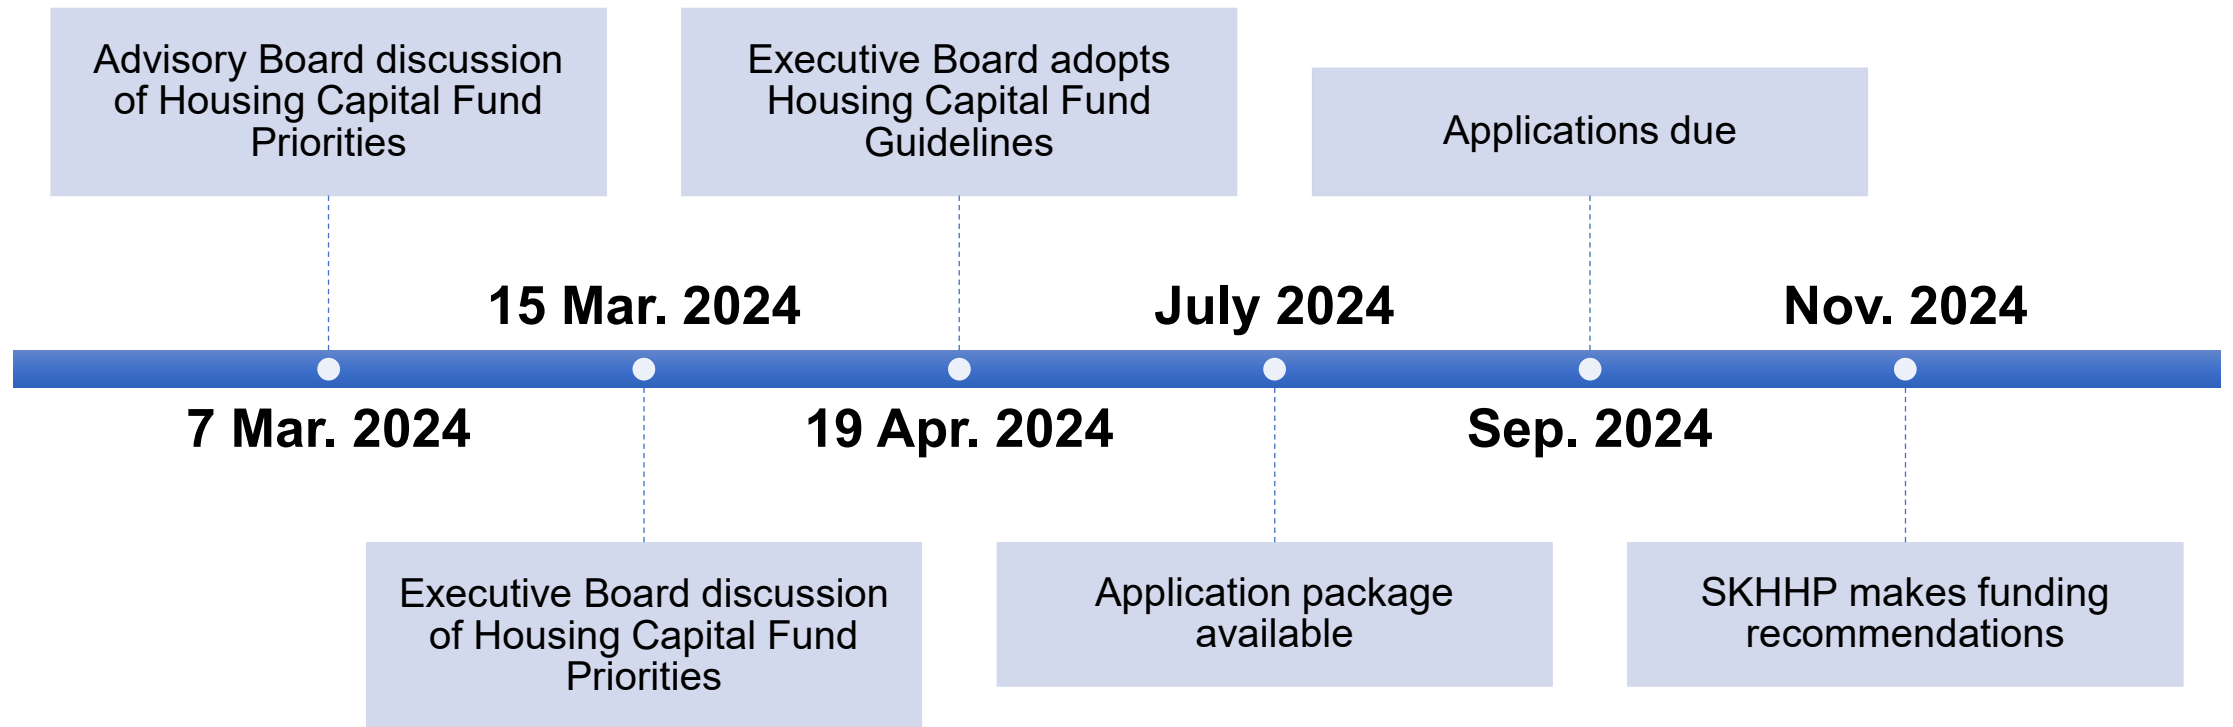 Advisory Board discussion
of Housing Capital Fund
Priorities
Executive Board adopts
Housing Capital Fund
Guidelines
Applications due
15 Mar. 2024
July 2024
Nov. 2024
7 Mar. 2024
19 Apr. 2024
Sep. 2024
Executive Board discussion
of Housing Capital Fund
Priorities
Application package
available
SKHHP makes funding
recommendations